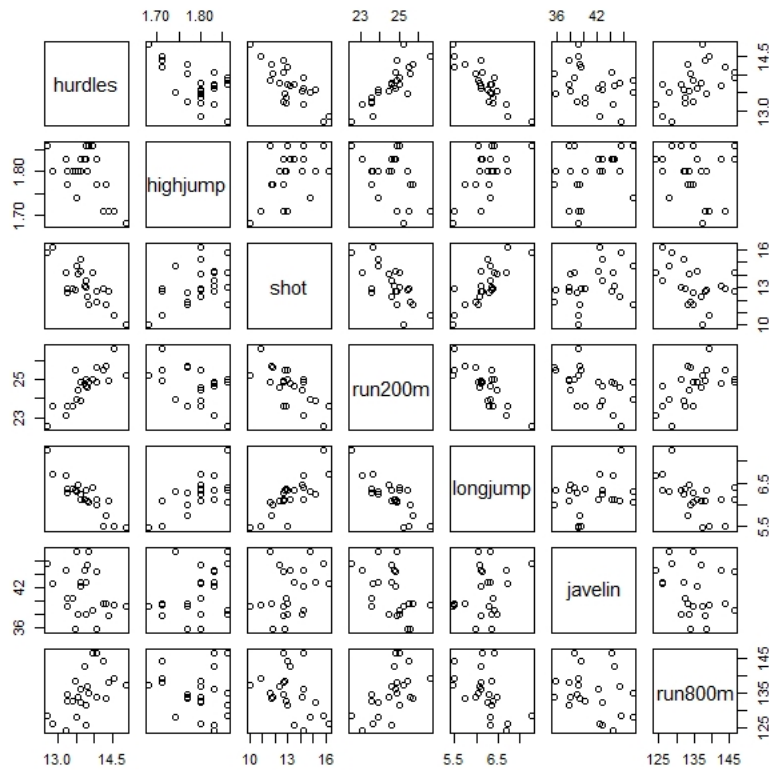 1.70 1.80 23 25 36 42
hurdles 13.0 14.5
1.70 1.80 highjump
shot 10 13 16
23 25 run200m
longjump 5.5 6.5
36 42 javelin
run800m 125 135 145
13.0 14.5 10 13 16 5.5 6.5 125 135 145